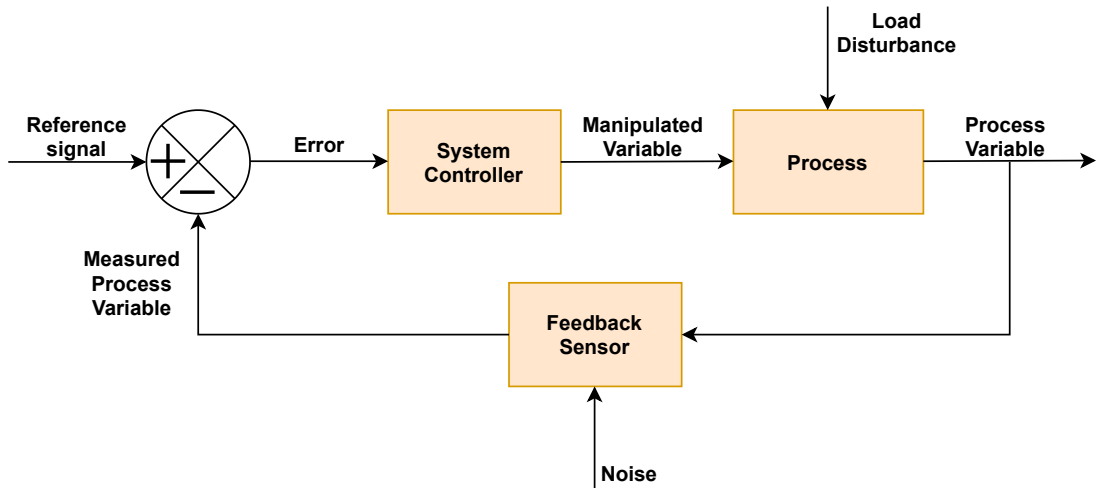 Load
Disturbance
Reference
signal
Error
System
Controller
Manipulated
Variable
Process
Process
Variable
+
−
Measured
Process
Variable
Feedback
Sensor
Noise